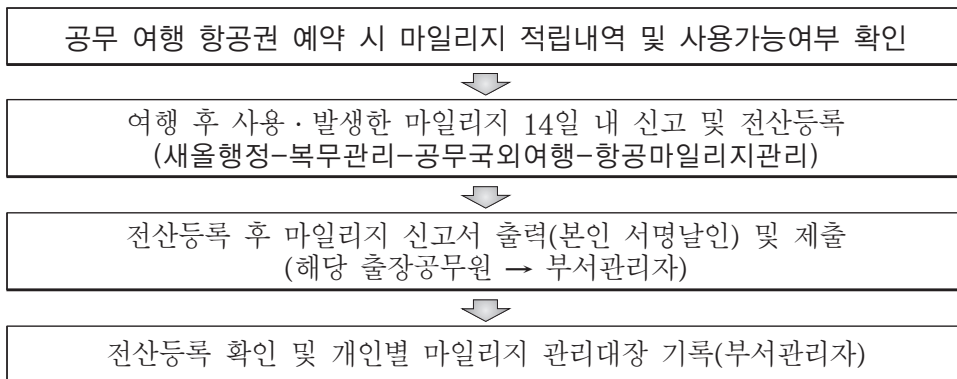 공무 여행 항공권 예약 시 마일리지 적립내역 및 사용가능여부 확인
여행 후 사용·발생한 마일리지 14일 내 신고 및 전산등록
(새올행정-복무관리-공무국외여행-항공마일리지관리)
전산등록 후 마일리지 신고서 출력(본인 서명날인) 및 제출
(해당 출장공무원 → 부서관리자)
전산등록 확인 및 개인별 마일리지 관리대장 기록(부서관리자)